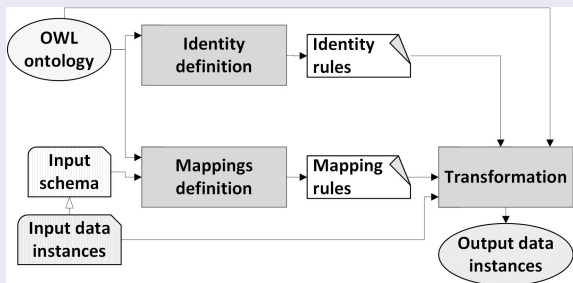 OWL
ontology
Identity
definition
Identity
rules
Input
schema
Mappings
definition
Mapping
rules
Transformation
Input data
instances
Output data
instances